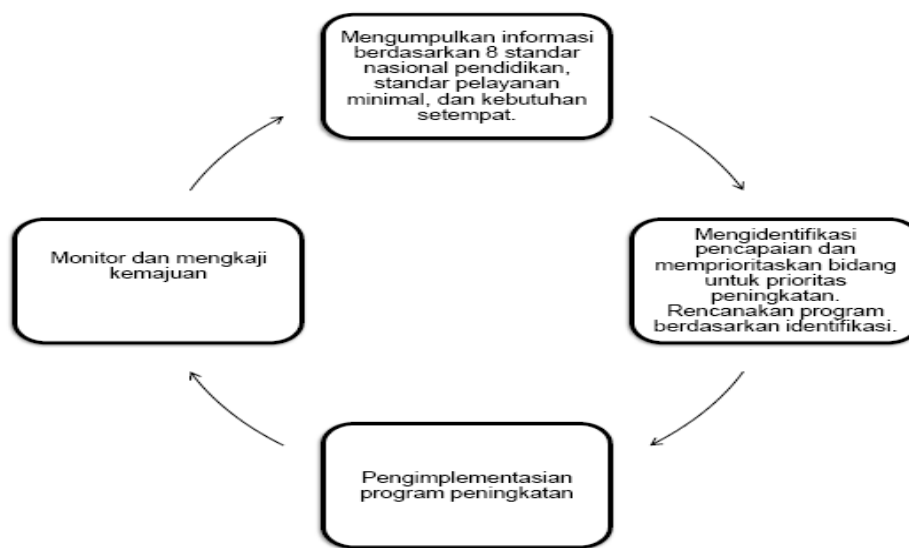 Mengumpulkan informasi
berdasarkan 8 standar
nasional pendidikan,
standar pelayanan
minimal, dan kebutuhan
setempat.
Mengidentifikasi
pencapaian dan
memprioritaskan bidang
untuk prioritas
peningkatan.
Rencanakan program
berdasarkan identifikasi.
Pengimplementasian
program peningkatan
Monitor dan mengkaji
kemajuan